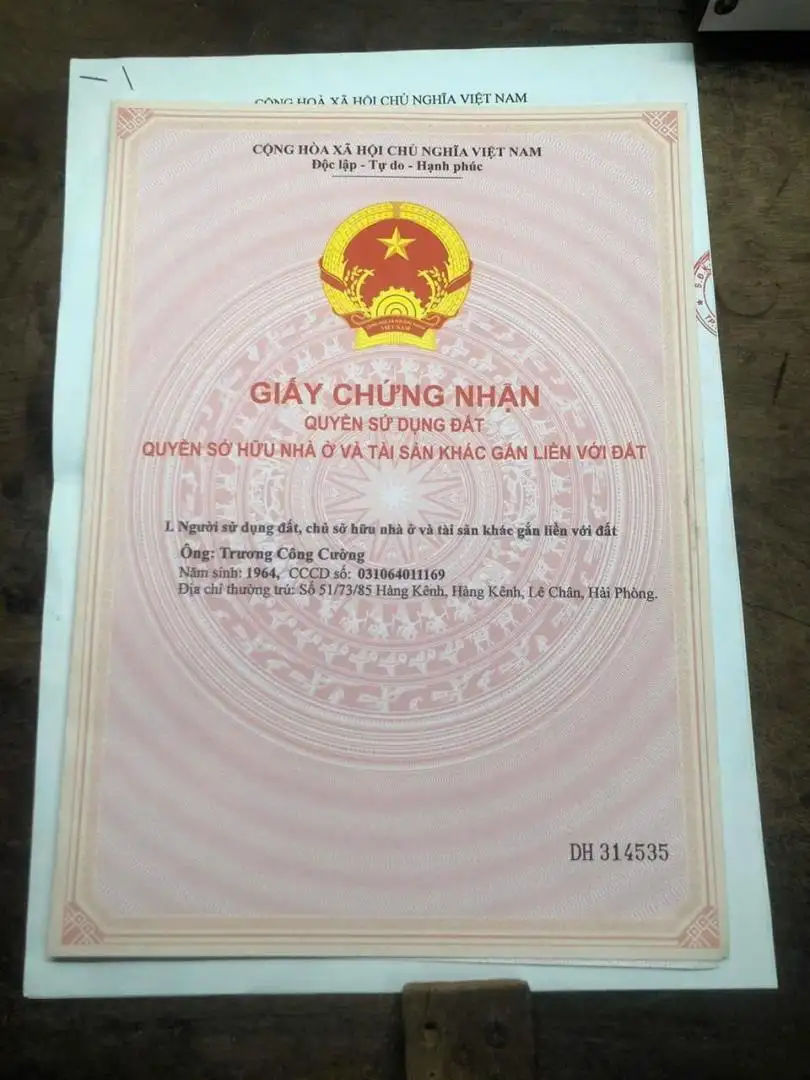 CỘNG HOÀ XÃ HỘI CHỦ NGHĨA VIỆT NAM
CỘNG HÒA XÃ HỘI CHỦ NGHĨA VIỆT NAM
Độc lập - Tự do - Hạnh phúc
VIỆT NAM
GIẤY CHỨNG NHẬN
QUYỀN SỬ DỤNG ĐẤT
QUYỀN SỞ HỮU NHÀ Ở VÀ TÀI SẢN KHÁC GẮN LIỀN VỚI ĐẤT
I. Người sử dụng đất, chủ sở hữu nhà ở và tài sản khác gắn liền với đất
Ông: Trương Công Cường
Năm sinh: 1964, CCCD số: 031064011169
Địa chỉ thường trú: Số 51/73/85 Hàng Kênh, Hàng Kênh, Lê Chân, Hải Phòng.
DH 314535